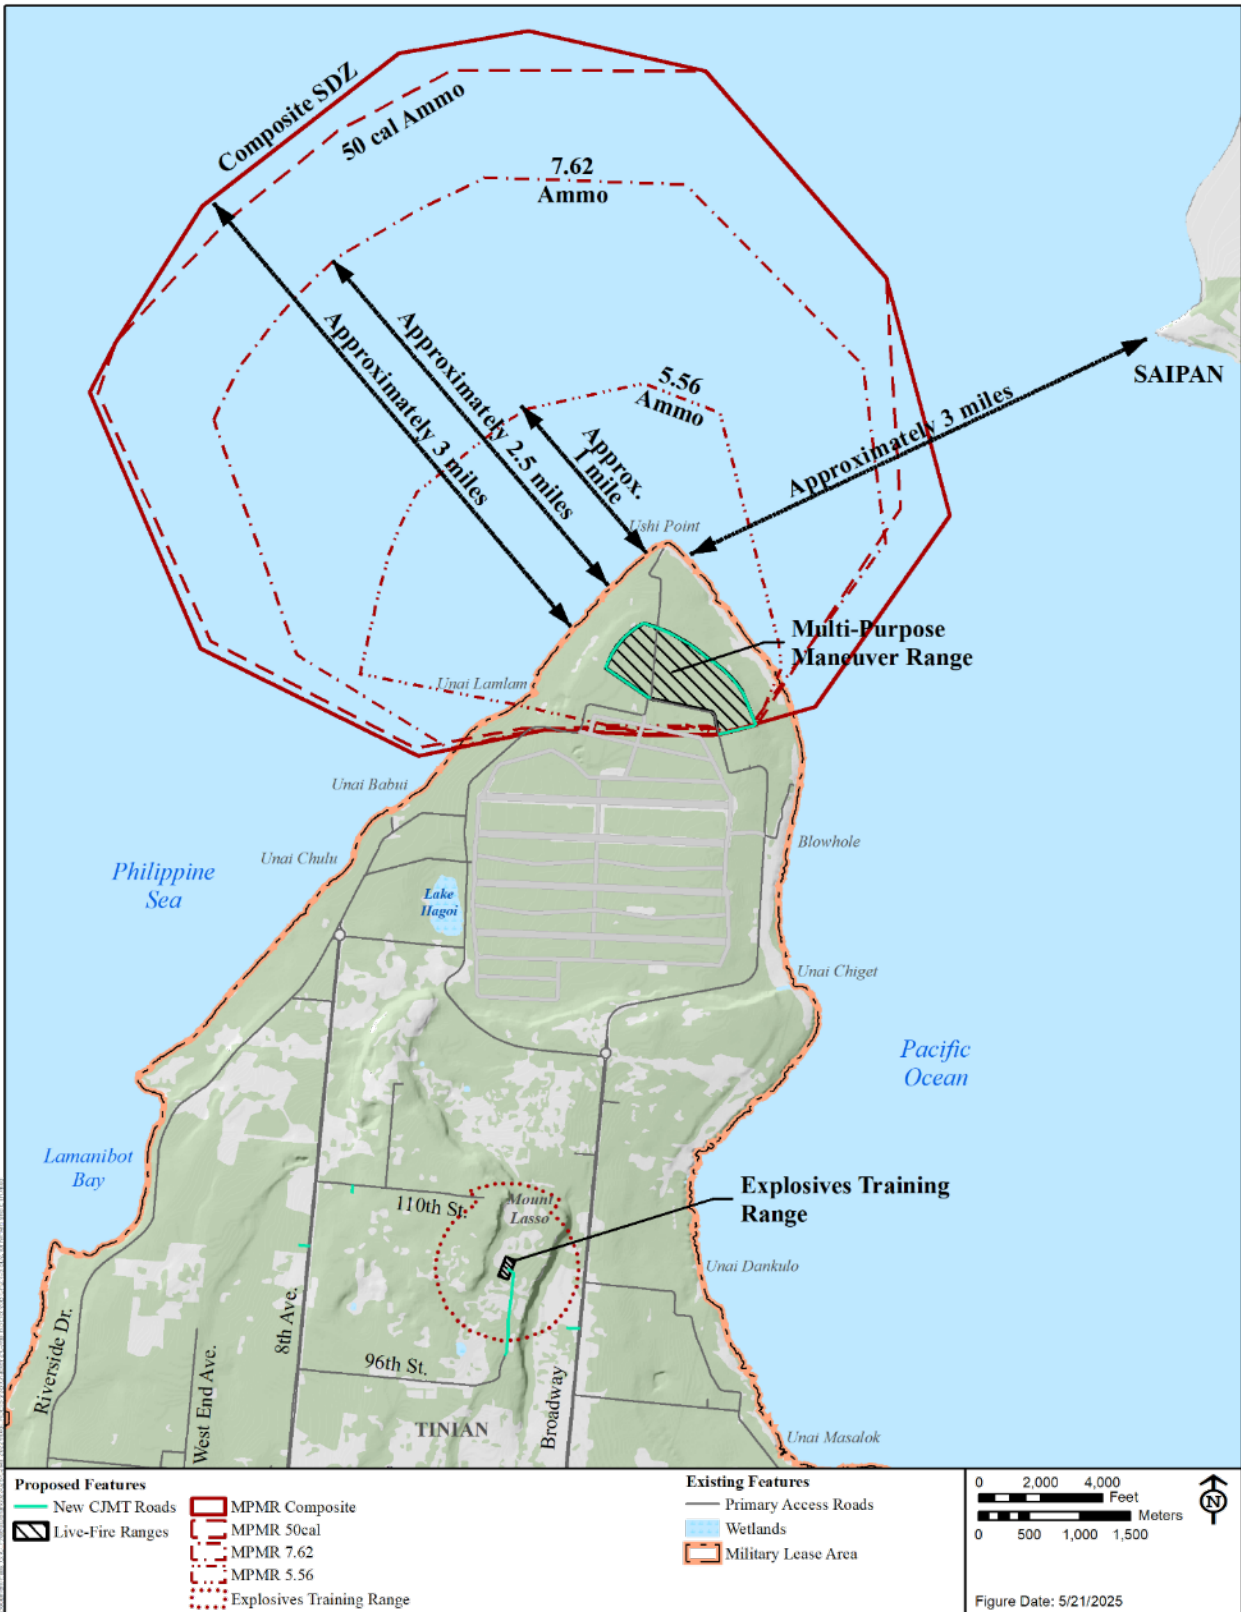 Composite SDZ
50 cal Ammo
7.62
Ammo
5.56
Ammo
Approximately 3 miles
Approximately 2.5 miles
Approx.
1 mile
Approximately 3 miles
SAIPAN
Ushi Point
Multi-Purpose
Maneuver Range
Unai Lamlam
Unai Babui
Unai Chulu
Blowhole
Philippine
Sea
Lake
Hagoi
Unai Chiget
Pacific
Ocean
Lamanibot
Bay
Explosives Training
Range
110th St.
Mount
Lasso
Unai Dankulo
Riverside Dr.
West End Ave.
8th Ave.
96th St.
Broadway
TINIAN
Unai Masalok
Proposed Features
New CJMT Roads
Live-Fire Ranges
MPMR Composite
MPMR 50cal
MPMR 7.62
MPMR 5.56
Explosives Training Range
Existing Features
Primary Access Roads
Wetlands
Military Lease Area
0 2,000 4,000
Feet
Meters
0 500 1,000 1,500
N
Figure Date: 5/21/2025